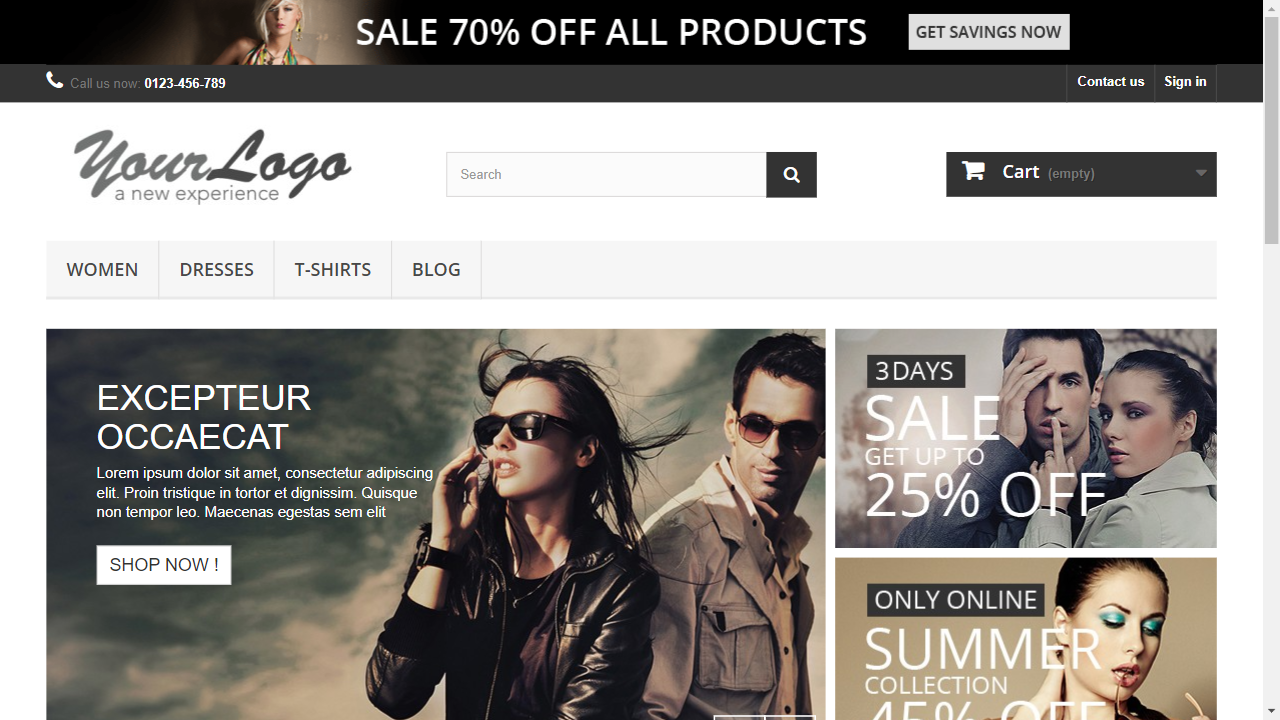 SALE 70% OFF ALL PRODUCTS
GET SAVINGS NOW
Call us now: 0123-456-789
Contact us
Sign in
YourLogo
a new experience
Search
Cart (empty)
WOMEN
DRESSES
T-SHIRTS
BLOG
EXCEPTEUR
OCCAECAT
Lorem ipsum dolor sit amet, consectetur adipiscing
elit. Proin tristique in tortor et dignissim. Quisque
non tempor leo. Maecenas egestas sem elit
SHOP NOW !
3 DAYS
SALE
GET UP TO
25% OFF
ONLY ONLINE
SUMMER
COLLECTION
45% OFF